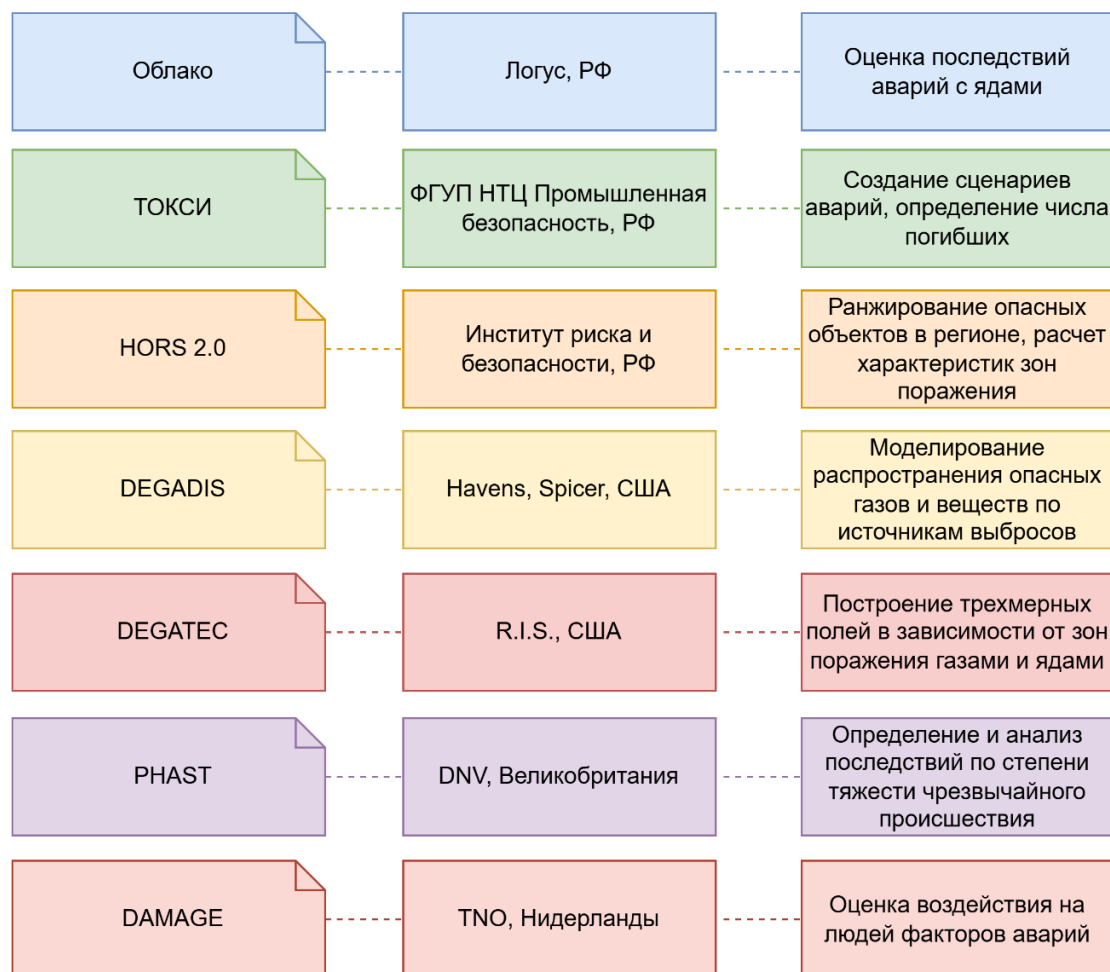 Облако
Логус, РФ
Оценка последствий
аварий с ядами
ТОКСИ
ФГУП НТЦ Промышленная
безопасность, РФ
Создание сценариев
аварий, определение числа
погибших
HORS 2.0
Институт риска и
безопасности, РФ
Ранжирование опасных
объектов в регионе, расчет
характеристик зон
поражения
DEGADIS
Havens, Spicer, США
Моделирование
распространения опасных
газов и веществ по
источникам выбросов
DEGATEC
R.I.S., США
Построение трехмерных
полей в зависимости от зон
поражения газами и ядами
PHAST
DNV, Великобритания
Определение и анализ
последствий по степени
тяжести чрезвычайного
происшествия
DAMAGE
TNO, Нидерланды
Оценка воздействия на
людей факторов аварий